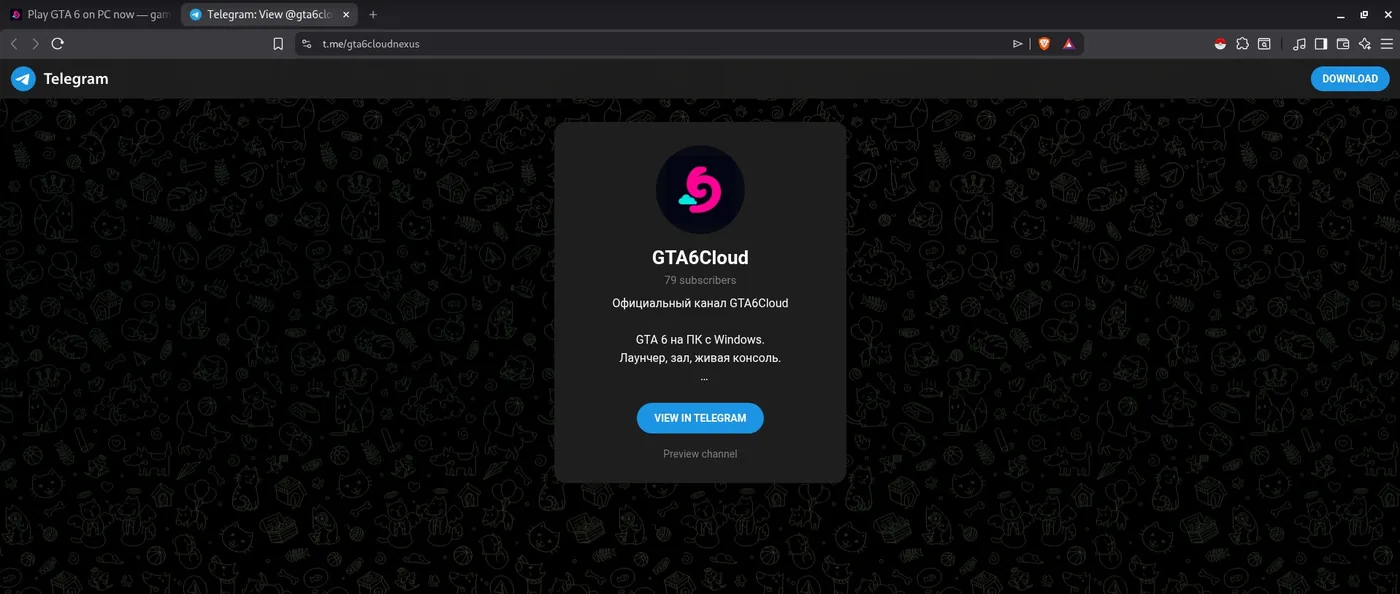 Play GTA 6 on PC now — gam
Telegram: View @gta6clo
t.me/gta6cloudnexus
Telegram
DOWNLOAD
GTA6Cloud
79 subscribers
Официальный канал GTA6Cloud
GTA 6 на ПК с Windows.
Лаунчер, зал, живая консоль.
...
VIEW IN TELEGRAM
Preview channel